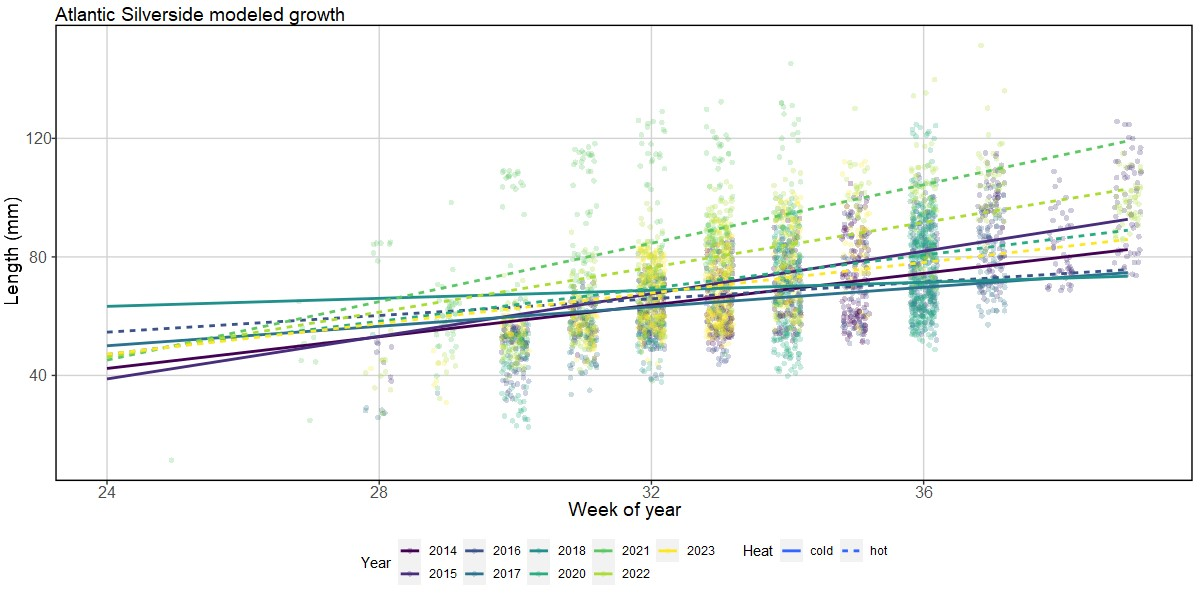 Atlantic Silverside modeled growth
Length (mm)
120
80
40
24 28 32 36
Week of year
Year 2014 2016 2018 2021 2023 Heat cold hot
2015 2017 2020 2022